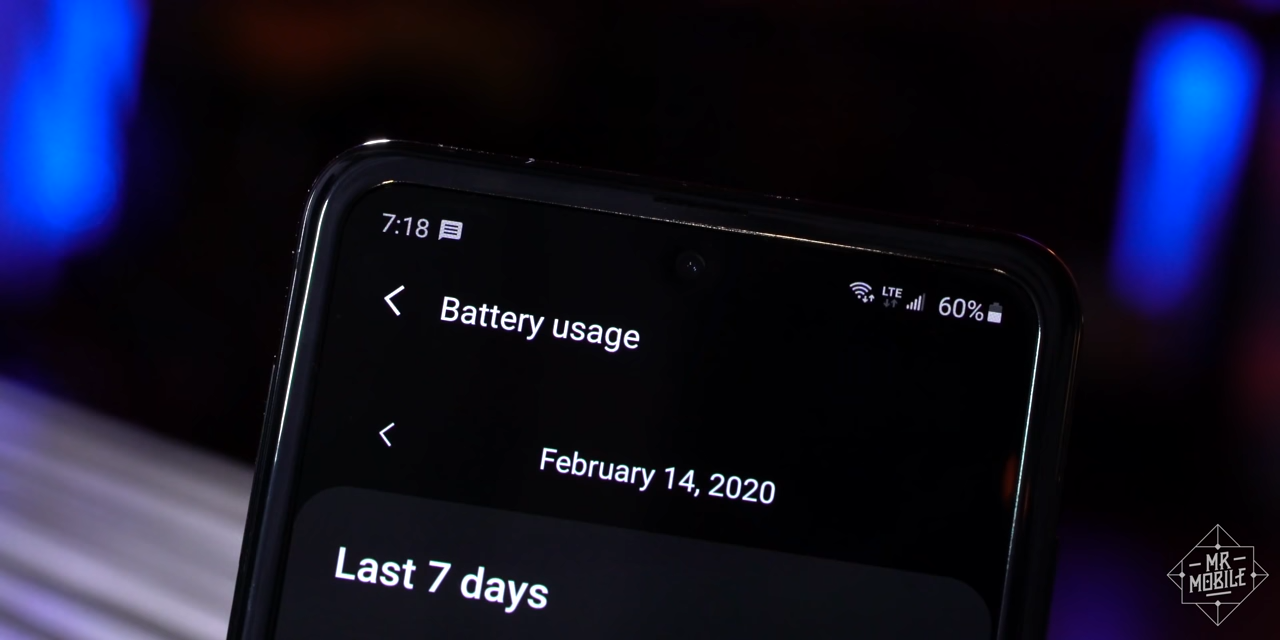 7:18
LTE
60%
Battery usage
February 14, 2020
Last 7 days
MR
MOBILE